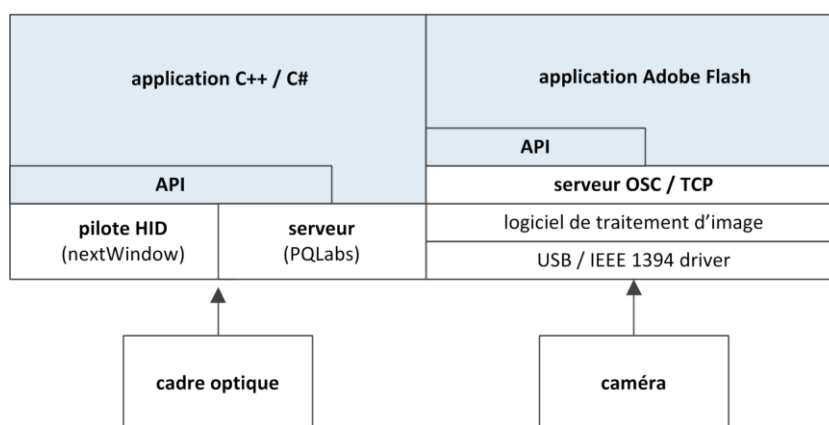 application C++ / C#
application Adobe Flash
API
API
serveur OSC / TCP
pilote HID
(nextWindow)
serveur
(PQLabs)
logiciel de traitement d’image
USB / IEEE 1394 driver
cadre optique
caméra